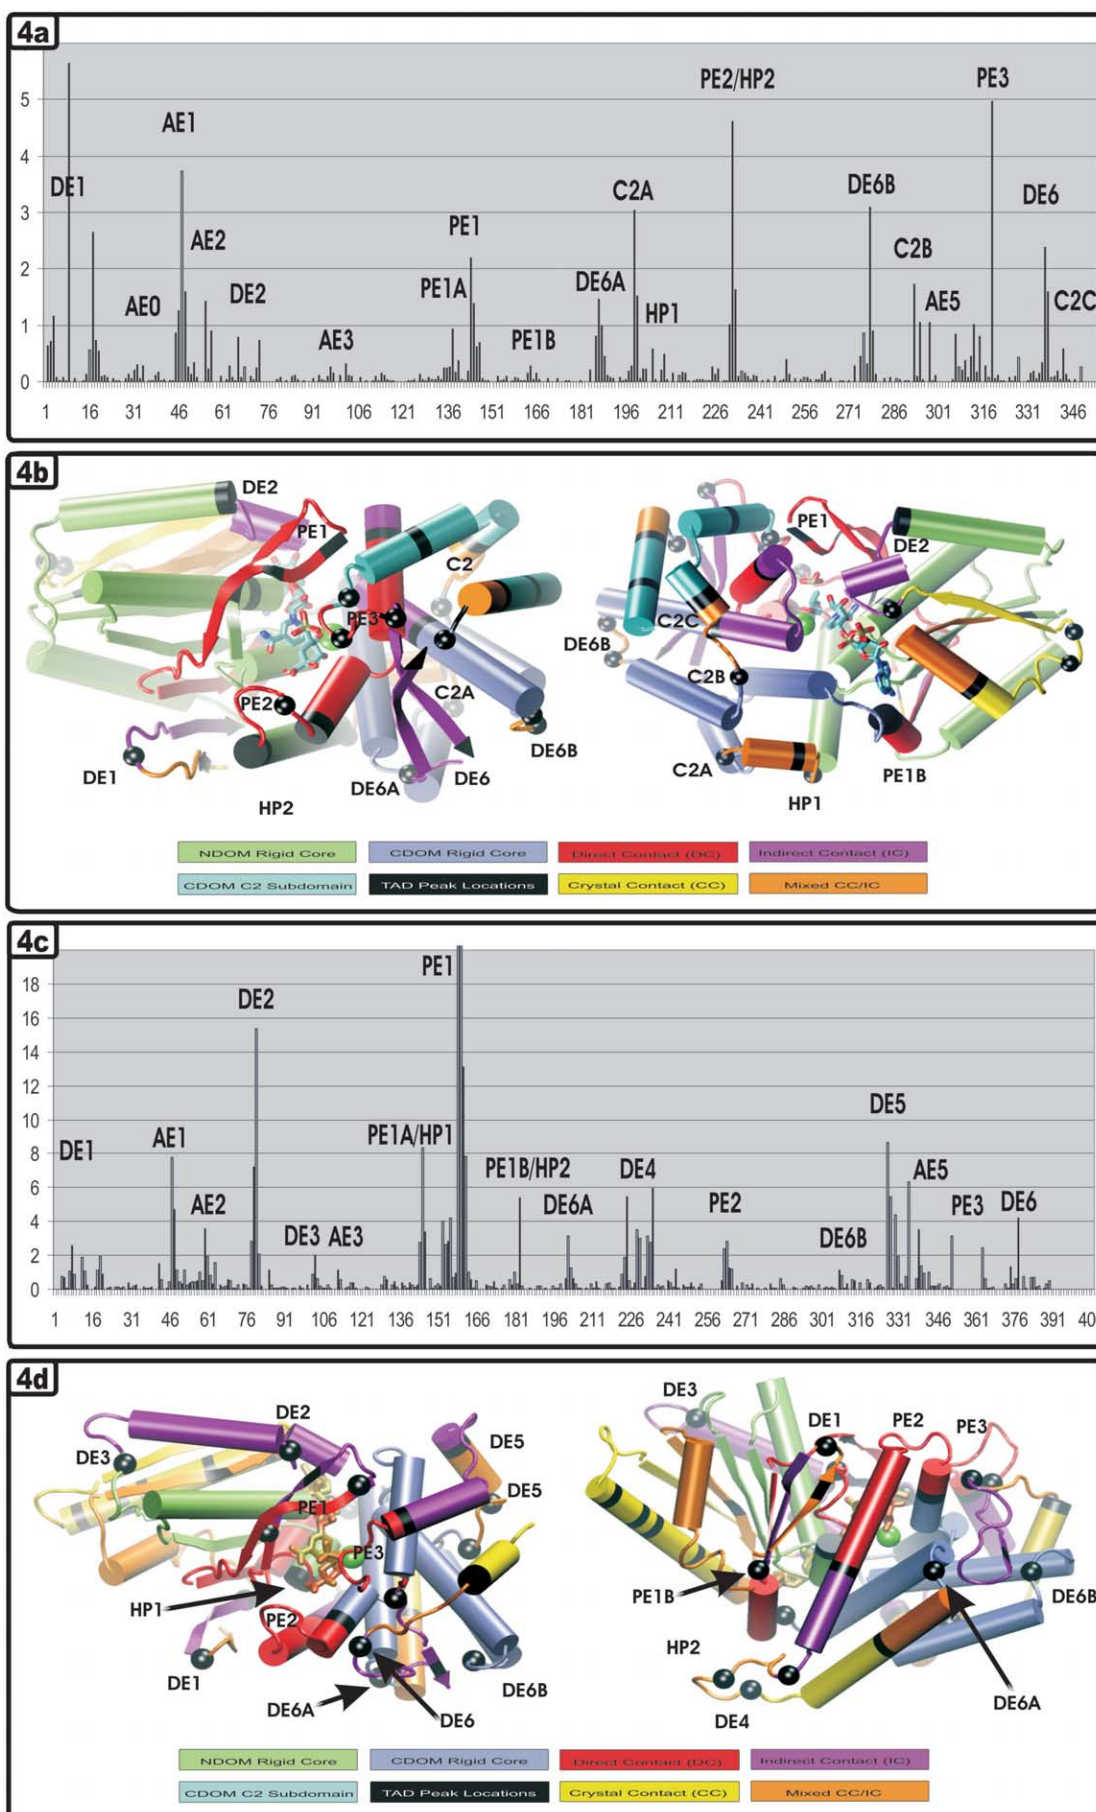 4a
5
4
3
2
1
0
DE1
AE0
AE1
AE2
DE2
AE3
PE1A
PE1
PE1B
DE6A
C2A
HP1
PE2/HP2
DE6B
C2B
AE5
PE3
DE6
C2C
1 16 31 46 61 76 91 106 121 136 151 166 181 196 211 226 241 256 271 286 301 316 331 346
4b
DE2
PE1
C2
PE3
C2A
PE2
DE6B
DE1
DE6A
DE6
HP2
PE1
DE2
DE6B
C2C
C2B
C2A
PE1B
HP1
NDOM Rigid Core CDOM Rigid Core Direct Contact (DC) Indirect Contact (IC)
CDOM C2 Subdomain TAD Peak Locations Crystal Contact (CC) Mixed CC/IC
4c
18
16
14
12
10
8
6
4
2
0
DE1
AE1
AE2
DE2
DE3
AE3
PE1A/HP1
PE1
PE1B/HP2
DE6A
DE4
PE2
DE6B
DE5
AE5
PE3
DE6
1 16 31 46 61 76 91 106 121 136 151 166 181 196 211 226 241 256 271 286 301 316 331 346 361 376 391 40
4d
DE2
DE3
DE5
DE5
PE1
PE3
HP1
PE2
DE1
DE6A
DE6
DE6B
DE3
DE1
PE2
PE3
PE1B
DE6B
HP2
DE6A
DE4
NDOM Rigid Core CDOM Rigid Core Direct Contact (DC) Indirect Contact (IC)
CDOM C2 Subdomain TAD Peak Locations Crystal Contact (CC) Mixed CC/IC